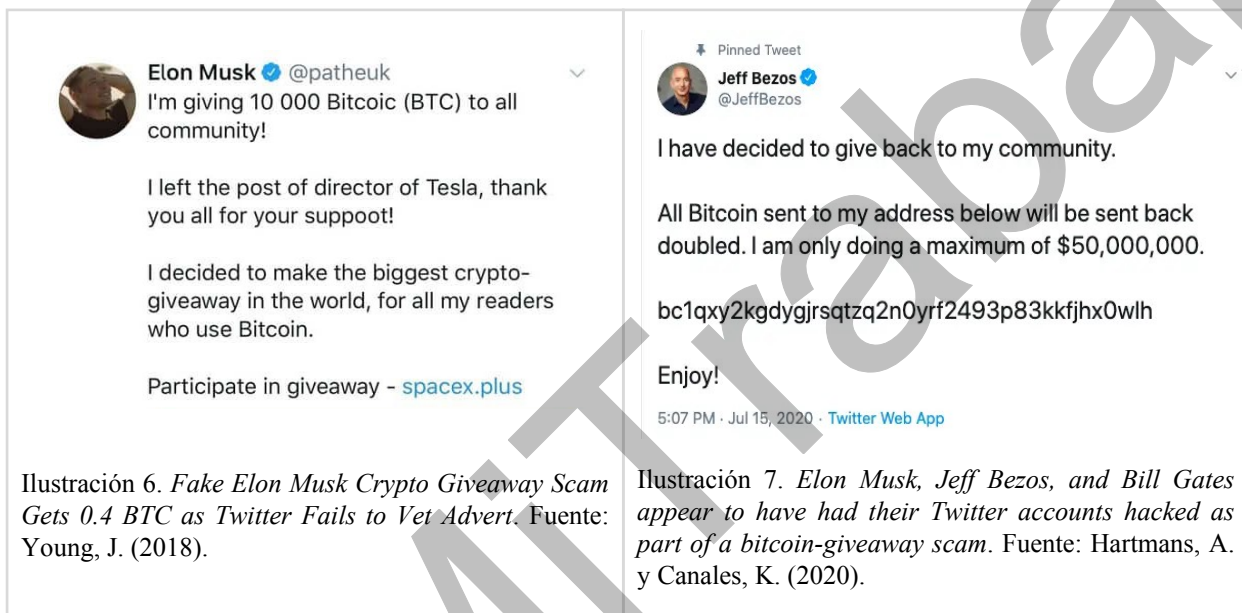 Elon Musk @patheuk
I'm giving 10 000 Bitcoic (BTC) to all
community!
I left the post of director of Tesla, thank
you all for your suppoot!
I decided to make the biggest crypto-
giveaway in the world, for all my readers
who use Bitcoin.
Participate in giveaway - spacex.plus
Ilustración 6. Fake Elon Musk Crypto Giveaway Scam
Gets 0.4 BTC as Twitter Fails to Vet Advert. Fuente:
Young, J. (2018).
Pinned Tweet
Jeff Bezos
@JeffBezos
I have decided to give back to my community.
All Bitcoin sent to my address below will be sent back
doubled. I am only doing a maximum of $50,000,000.
bc1qxy2kgdygjrsqtzq2n0yrf2493p83kkfjhx0wlh
Enjoy!
5:07 PM · Jul 15, 2020 · Twitter Web App
Ilustración 7. Elon Musk, Jeff Bezos, and Bill Gates
appear to have had their Twitter accounts hacked as
part of a bitcoin-giveaway scam. Fuente: Hartmans, A.
y Canales, K. (2020).